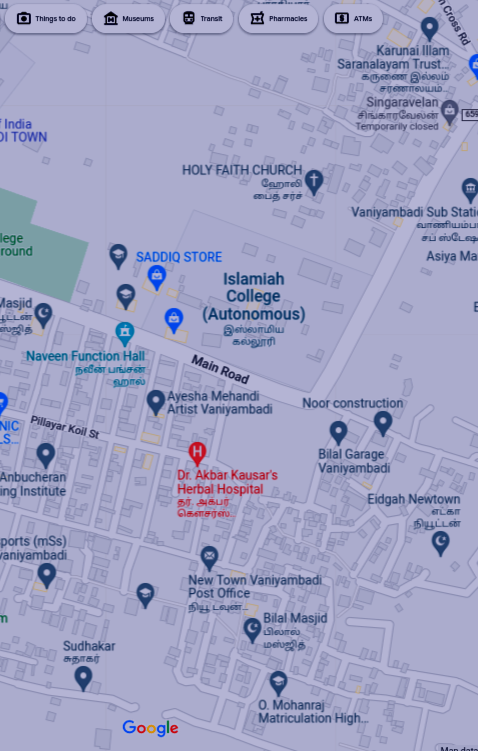 Things to do
Museums
Transit
Pharmacies
ATMs
Cross Rd
Karunai Illam
Saranalayam Trust...
கருணை இல்லம்
சரணாலயம்...
Singaravelan
சிங்காரவேலன்
Temporarily closed
659
India
DI TOWN
HOLY FAITH CHURCH
ஹோலி
பைத் சர்ச்
Vaniyambadi Sub Stati
வாணியம்ப
சப் ஸ்டேஷ
llege
round
SADDIQ STORE
Asiya Ma
Islamiah
College
(Autonomous)
இஸ்லாமிய
கல்லூரி
Masjid
Naveen Function Hall
நவீன் பங்சன்
ஹால்
Main Road
Ayesha Mehandi
Artist Vaniyambadi
Noor construction
Pillayar Koil St
NIC
LS...
Bilal Garage
Vaniyambadi
Anbucheran
ing Institute
Dr. Akbar Kausar's
Herbal Hospital
தர். அக்பர்
கௌசர்ஸ்.
Eidgah Newtown
எட்கா
நியூட்டன்
ports (mSs)
vaniyambadi
New Town Vaniyambadi
Post Office
நியூ டவுன்...
Bilal Masjid
பிலால்
மஸ்ஜித்
Sudhakar
சுதாகர்
O. Mohanraj
Matriculation High...
Google
Map data